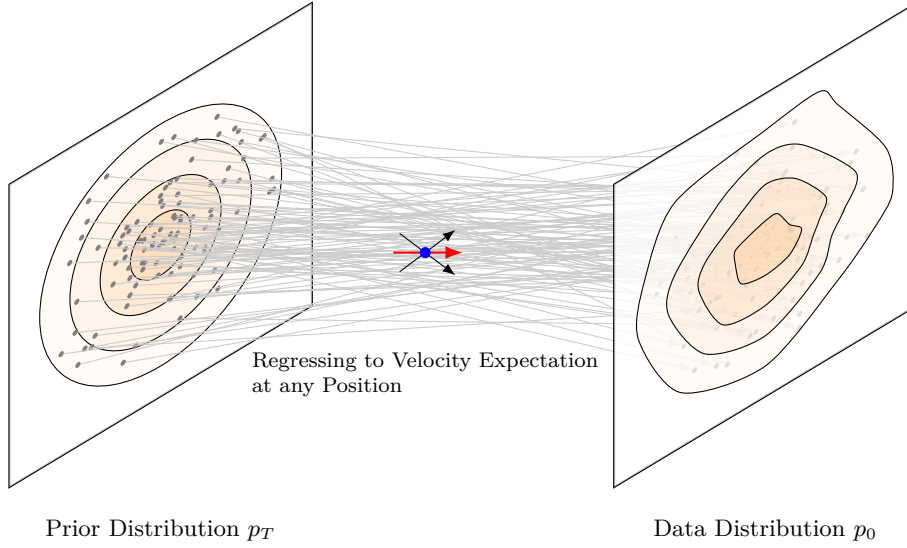 Regressing to Velocity Expectation
at any Position
Prior Distribution p_T
Data Distribution p_0